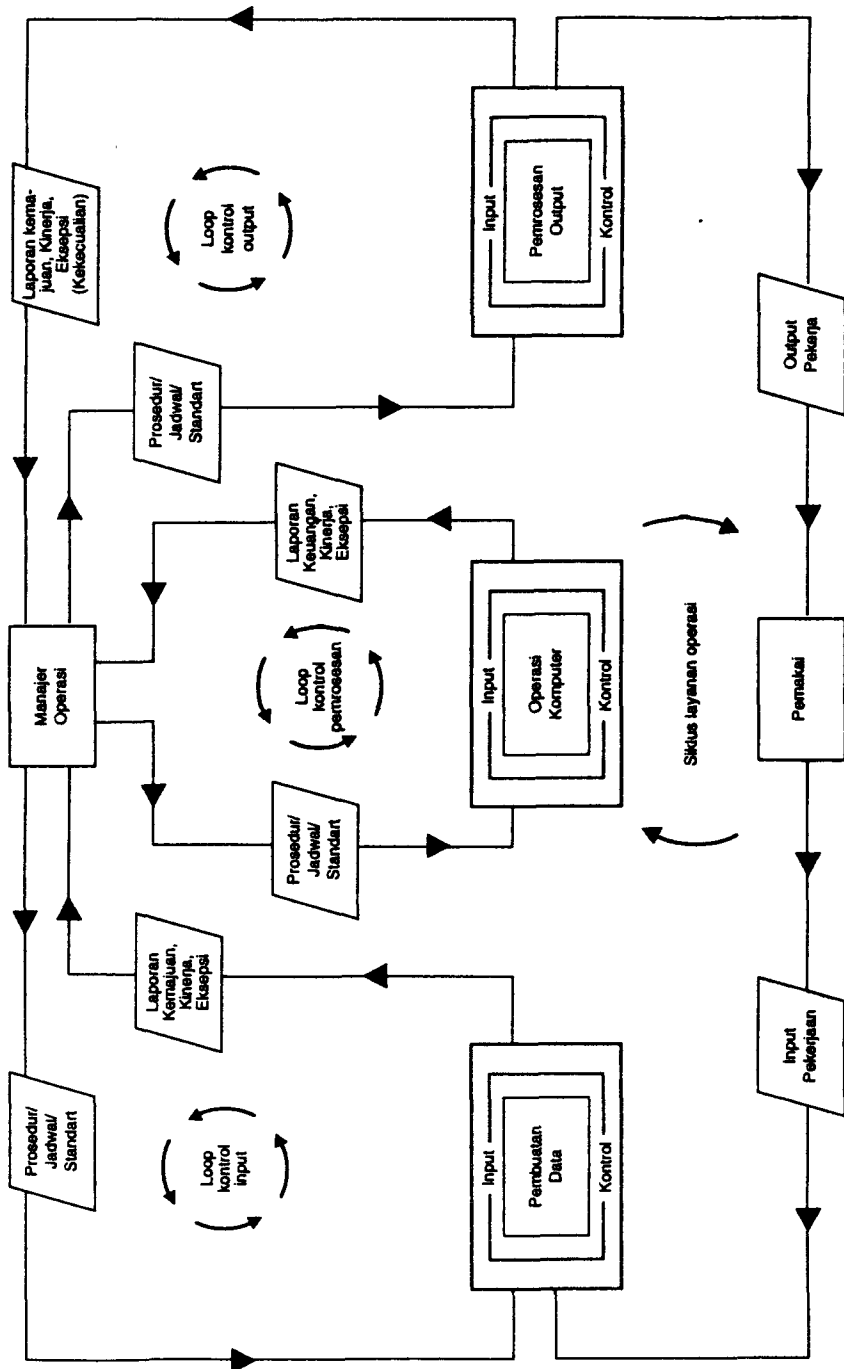 Prosedur/
Jadwal/
Standart
Manajer
Operasi
Laporan kema-
juan, Kinerja,
Eksepsi
(Kekecualian)
Laporan
Kemajuan,
Kinerja,
Eksepsi
Prosedur/
Jadwal/
Standart
Loop
kontrol
input
Loop
kontrol
output
Prosedur/
Jadwal/
Standart
Laporan
Keuangan,
Kinerja,
Eksepsi
Loop
kontrol
pemrosesan
Input
Pembuatan
Data
Kontrol
Input
Operasi
Komputer
Kontrol
Input
Pemrosesan
Output
Kontrol
Siklus layanan operasi
Input
Pekerjaan
Pemakai
Output
Pekerja